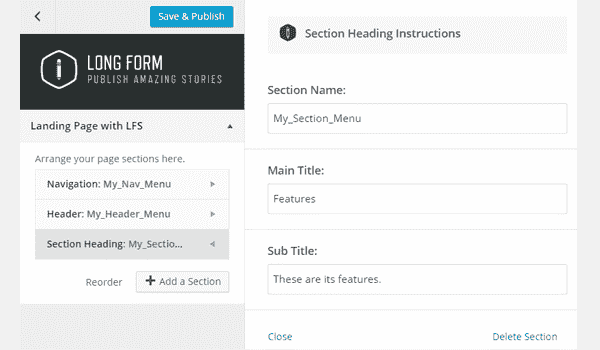 Save & Publish
LONG FORM
PUBLISH AMAZING STORIES
Landing Page with LFS
Arrange your page sections here.
Navigation: My_Nav_Menu
Header: My_Header_Menu
Section Heading: My_Sectio...
Reorder
Add a Section
Section Heading Instructions
Section Name:
My_Section_Menu
Main Title:
Features
Sub Title:
These are its features.
Close
Delete Section